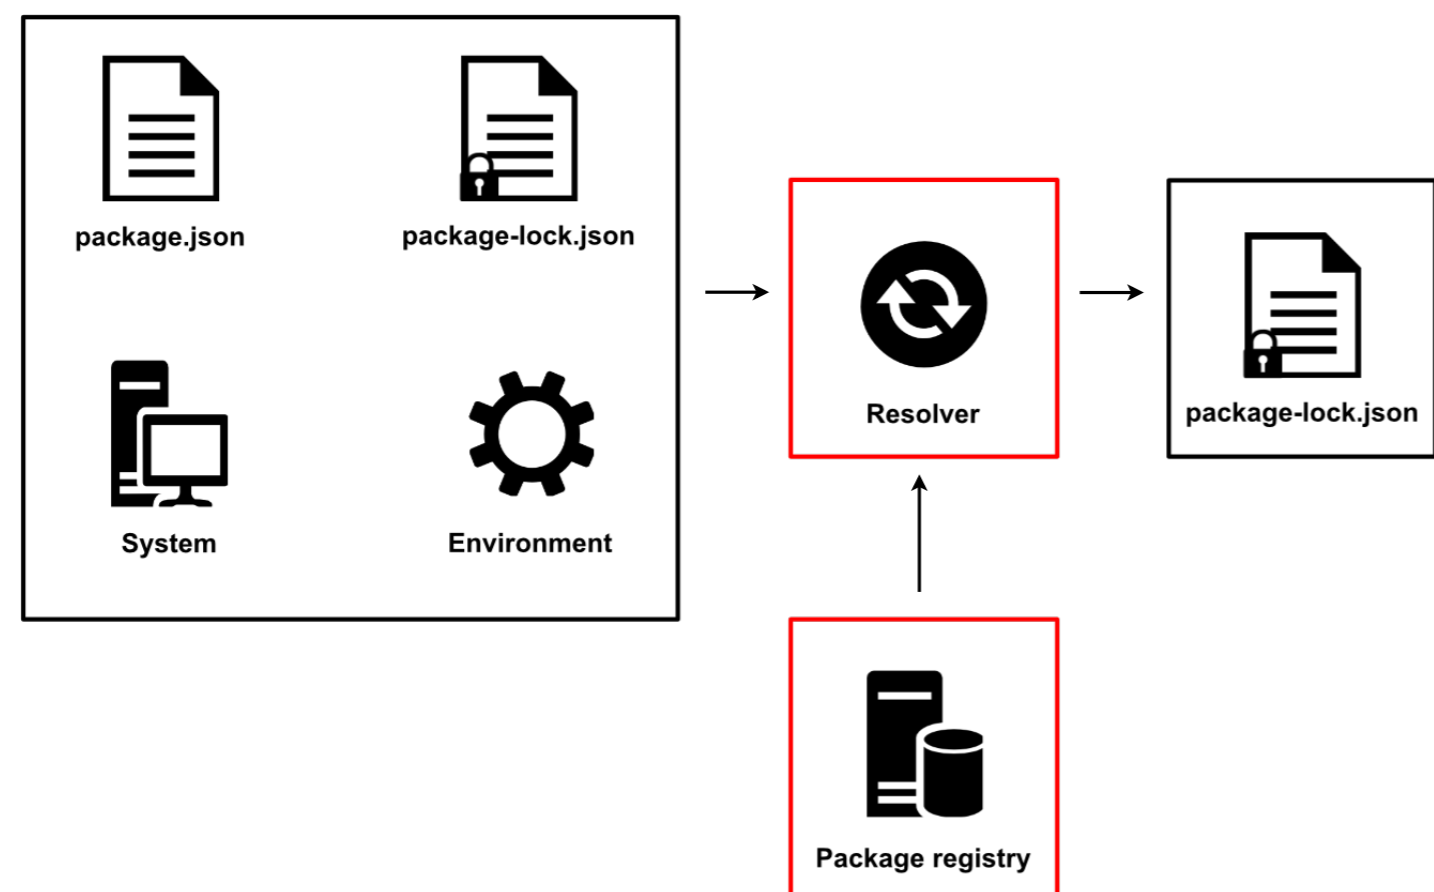 package.json
package-lock.json
System
Environment
Resolver
package-lock.json
Package registry